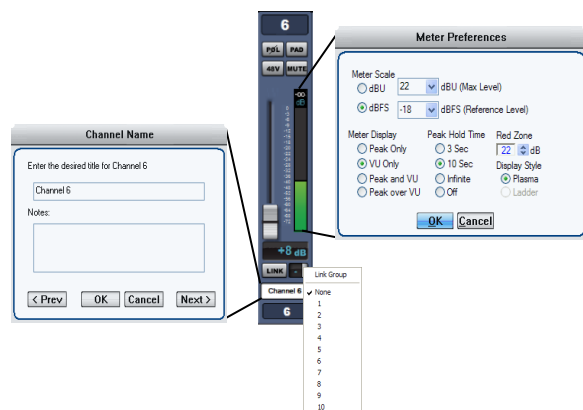 6
POL PAD
48V MUTE
-oo
dB
+8 dB
LINK -
Channel 6
6
Channel Name
Enter the desired title for Channel 6
Channel 6
Notes:
< Prev OK Cancel Next >
Meter Preferences
Meter Scale
dBU 22 dBU (Max Level)
dBFS -18 dBFS (Reference Level)
Meter Display Peak Hold Time Red Zone
Peak Only 3 Sec 22 dB
VU Only 10 Sec Display Style
Peak and VU Infinite Plasma
Peak over VU Off Ladder
OK Cancel
Link Group
✓ None
1
2
3
4
5
6
7
8
9
10